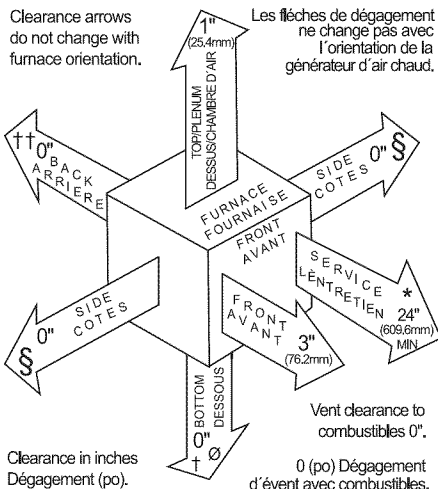 Clearance arrows
do not change with
furnace orientation.
Les fléches de dégagement
ne change pas avec
l´orientation de la
générateur d´air chaud.
1"
(25.4mm)
TOP/PLENUM
DESSUS/CHAMBRE D´AIR
†† 0"
BACK
ARRIERE
SIDE
COTES
0" §
FURNACE
FOURNAISE
FRONT
AVANT
SERVICE
LÈNTRETIEN
*
24"
(609,6mm)
MIN
SIDE
COTES
0"
§
FRONT
AVANT
3"
(76.2mm)
BOTTOM
DESSOUS
0"
† Ø
Vent clearance to
combustibles 0".
Clearance in inches
Dégagement (po).
0 (po) Dégagement
d´évent avec combustibles.